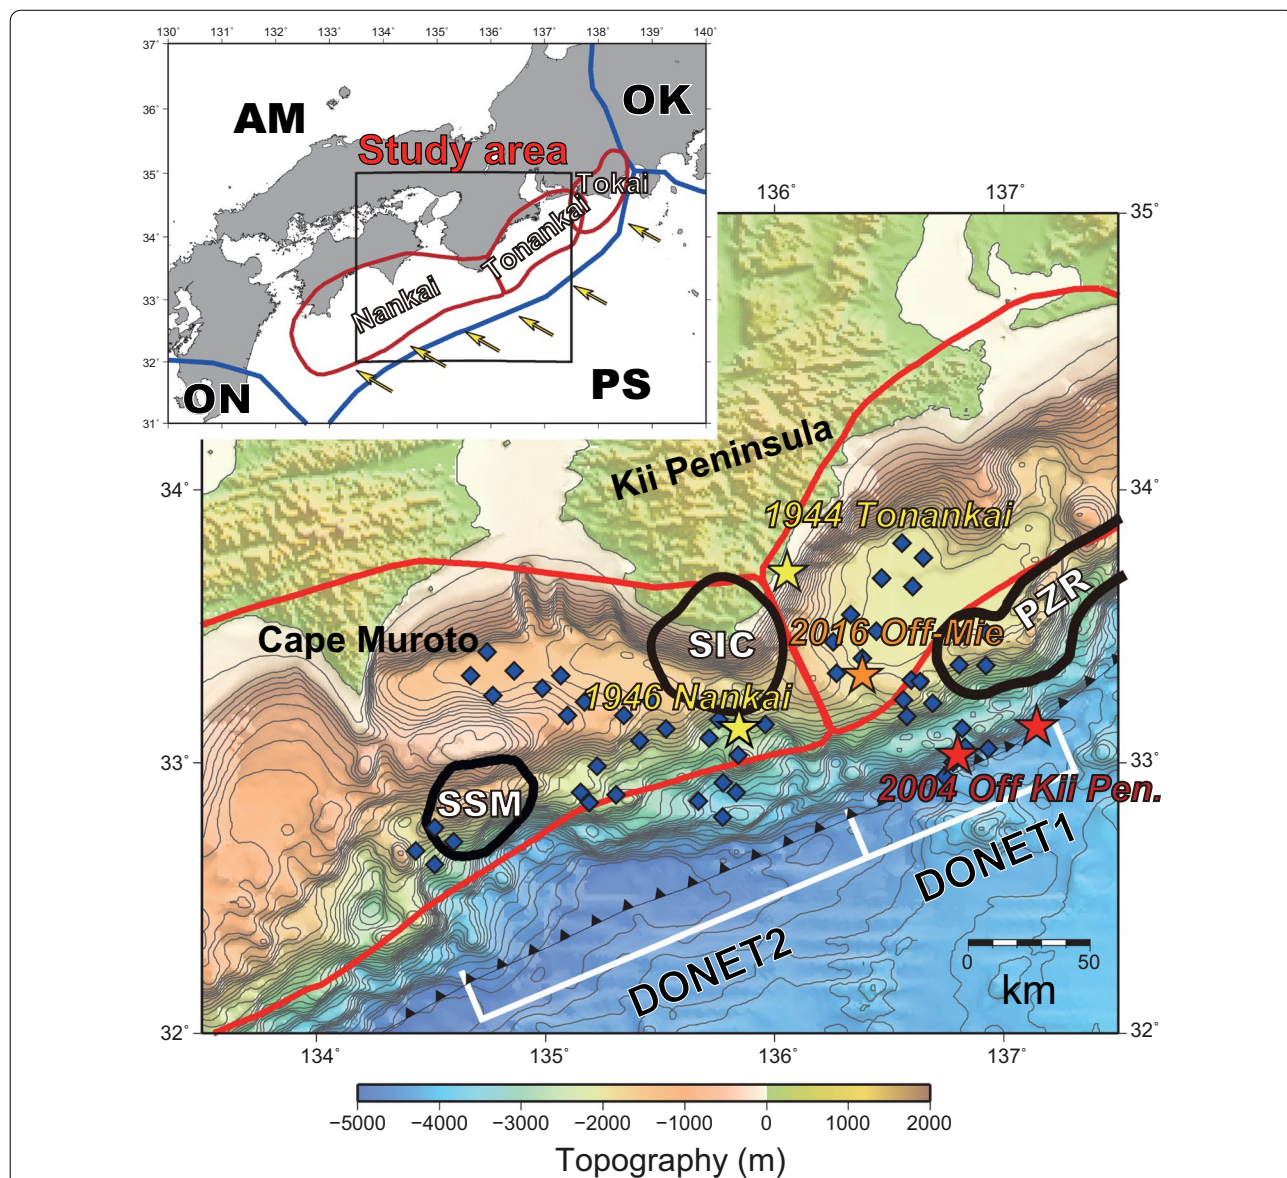 130° 131° 132° 133° 134° 135° 136° 137° 138° 139° 140°
37°
36°
35°
34°
33°
32°
31°
AM
OK
Study area
Tokai
Tonankai
Nankai
ON
PS
136° 137°
35°
Kii Peninsula
34° 34°
1944 Tonankai
PZR
2016 Off-Mie
SIC
Cape Muroto
1946 Nankai
33° 33°
SSM
2004 Off Kii Pen.
DONET1
DONET2
0 50
km
32° 32°
134° 135° 136° 137°
−5000 −4000 −3000 −2000 −1000 0 1000 2000
Topography (m)